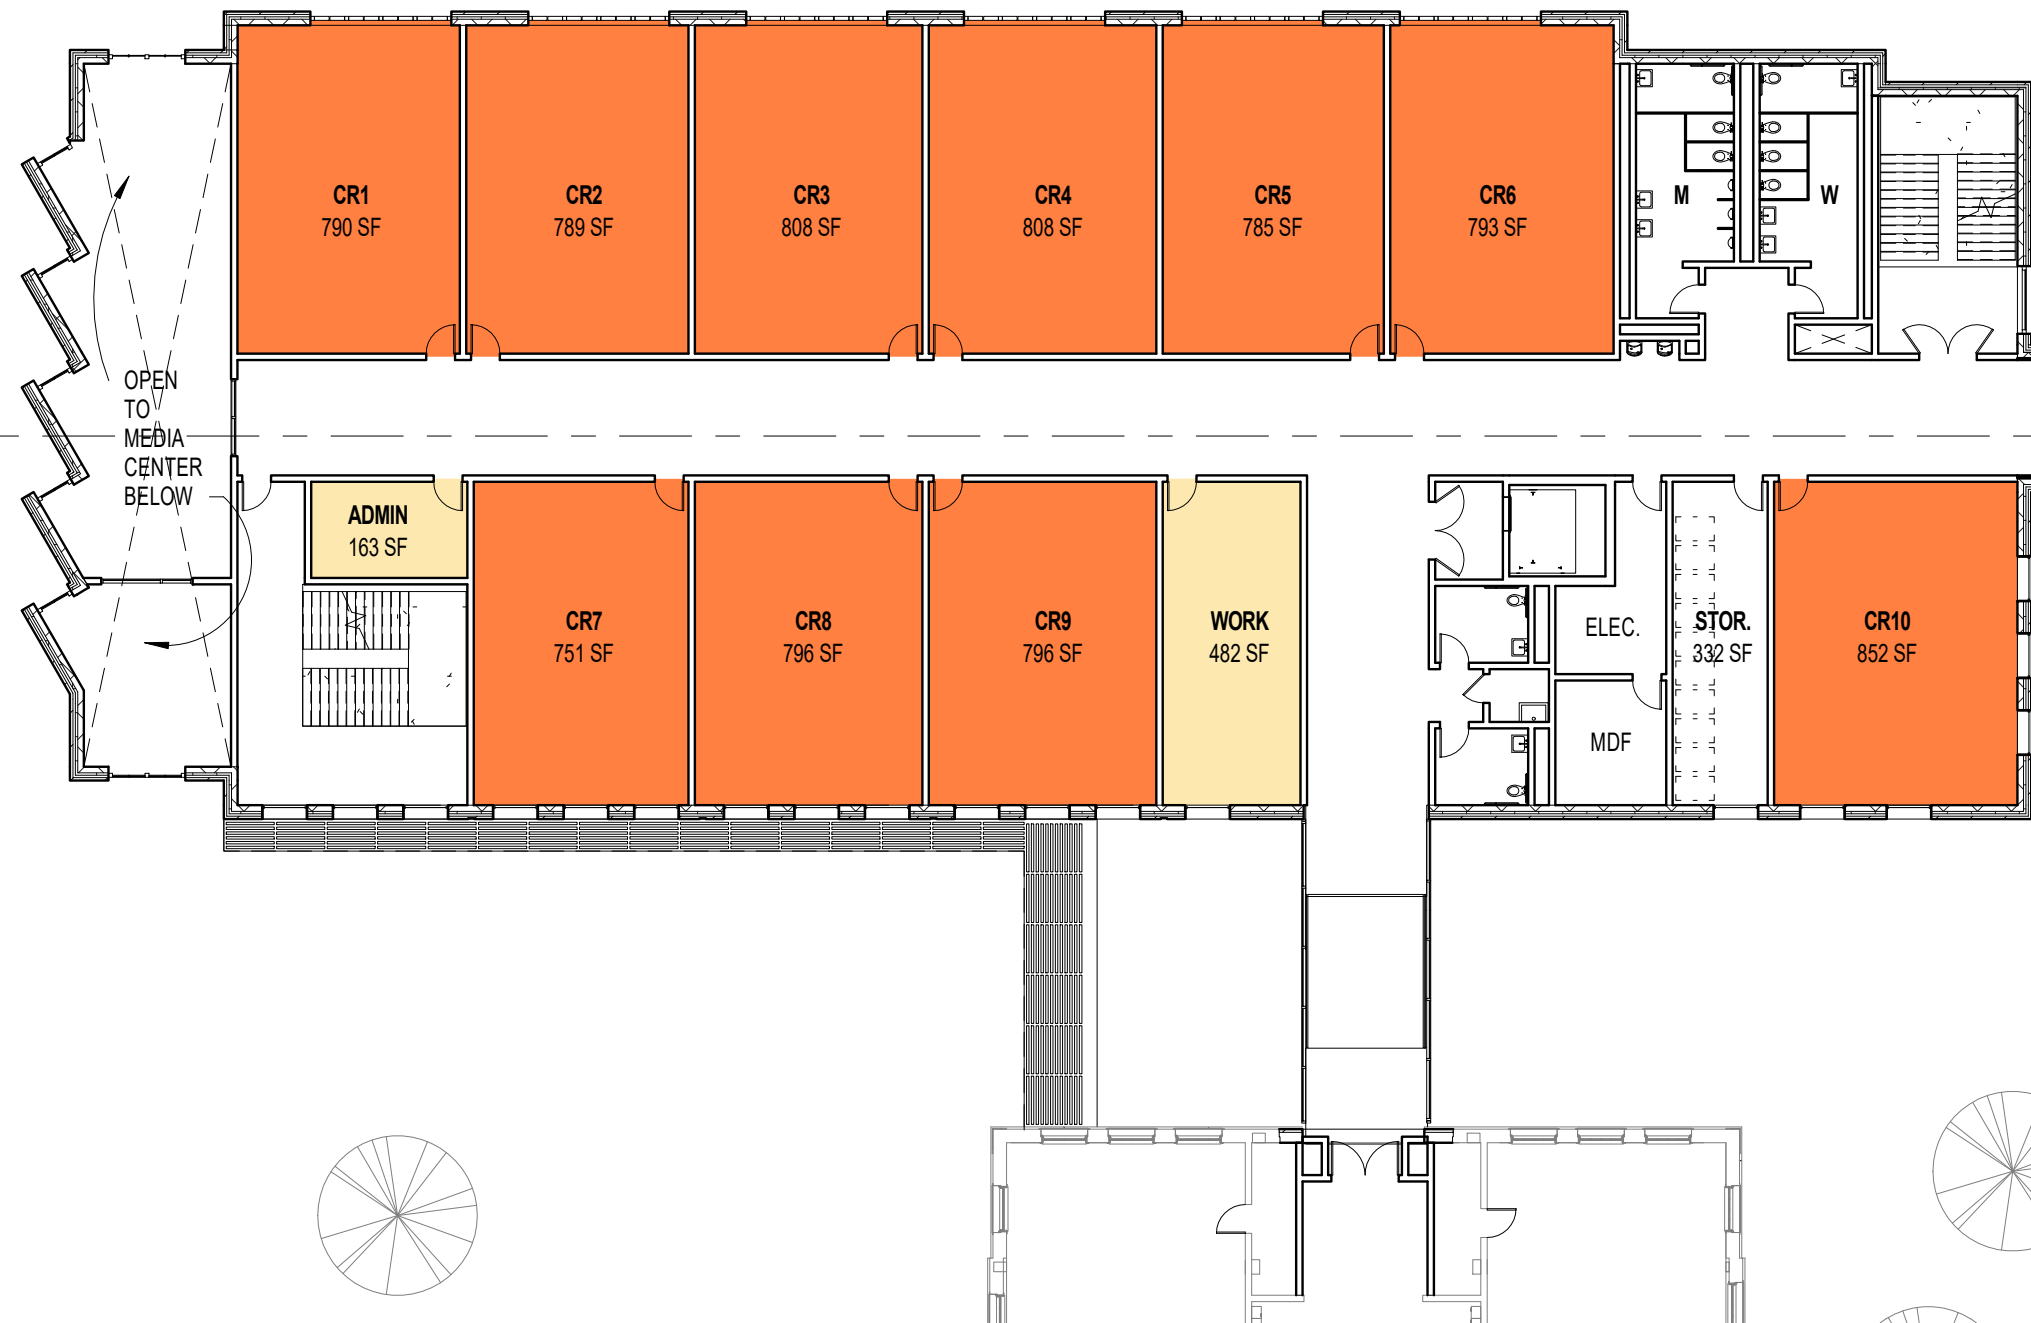 CR1
790 SF
CR2
789 SF
CR3
808 SF
CR4
808 SF
CR5
785 SF
CR6
793 SF
M
W
OPEN
TO
MEDIA
CENTER
BELOW
ADMIN
163 SF
CR7
751 SF
CR8
796 SF
CR9
796 SF
WORK
482 SF
ELEC.
MDF
STOR.
332 SF
CR10
852 SF